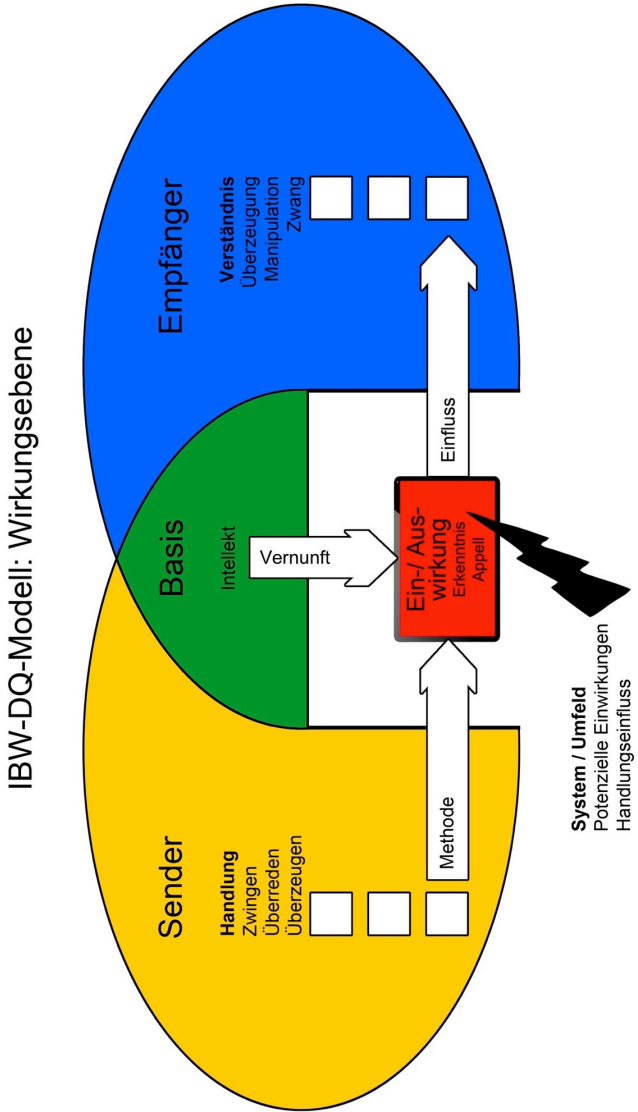 IBW-DQ-Modell: Wirkungsebene
Sender
Handlung
Zwingen
Überreden
Überzeugen
Methode
Basis
Intellekt
Vernunft
Ein-/ Aus-
wirkung
Erkenntnis
Appell
Einfluss
Empfänger
Verständnis
Überzeugung
Manipulation
Zwang
System / Umfeld
Potenzielle Einwirkungen
Handlungseinfluss